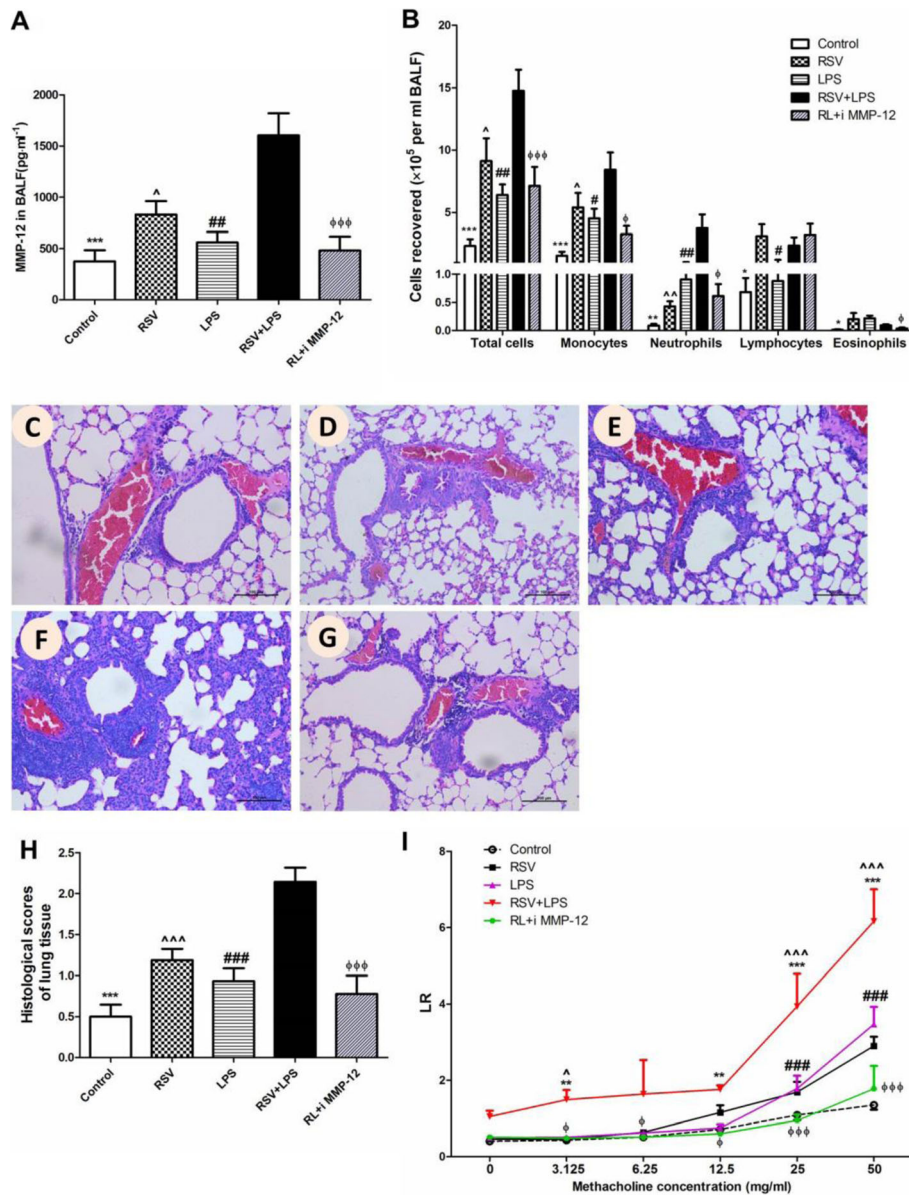 A
MMP-12 in BALF(pg·ml⁻¹)
2000
1500
1000
500
0
***
^
##
ϕϕϕ
Control
RSV
LPS
RSV+LPS
RL+i MMP-12
B
Cells recovered (×10⁵ per ml BALF)
20
15
10
5
1.0
0.5
0.0
Control
RSV
LPS
RSV+LPS
RL+i MMP-12
***
^
##
ϕϕϕ
***
^
#
ϕ
**
^^
##
ϕ
*
#
*
ϕ
Total cells
Monocytes
Neutrophils
Lymphocytes
Eosinophils
C
D
E
F
G
H
Histological scores
of lung tissue
2.5
2.0
1.5
1.0
0.5
0.0
***
^^^
###
ϕϕϕ
Control
RSV
LPS
RSV+LPS
RL+i MMP-12
I
LR
8
6
4
2
0
Control
RSV
LPS
RSV+LPS
RL+i MMP-12
^^^
***
^^^
***
###
^
**
**
###
ϕϕϕ
ϕ
ϕ
ϕ
ϕϕϕ
0
3.125
6.25
12.5
25
50
Methacholine concentration (mg/ml)